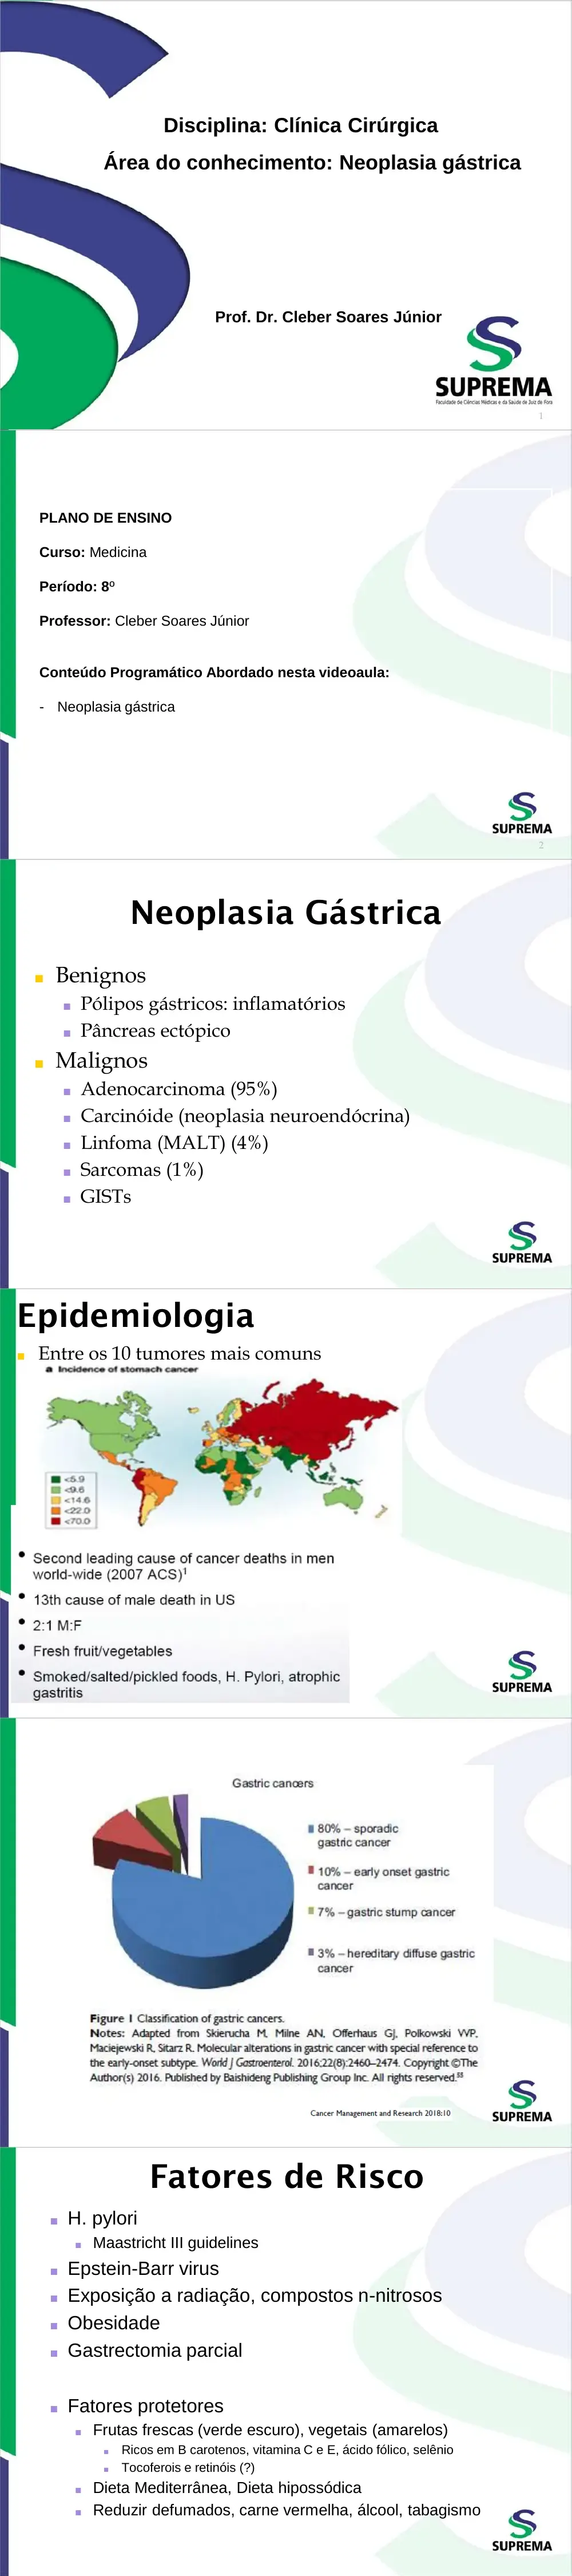 Disciplina: Clínica Cirúrgica
Área do conhecimento: Neoplasia gástrica
Prof. Dr. Cleber Soares Júnior
SUPREMA
Faculdade de Ciências Médicas e da Saúde de Juiz de Fora
1
PLANO DE ENSINO
Curso: Medicina
Período: 8º
Professor: Cleber Soares Júnior
Conteúdo Programático Abordado nesta videoaula:
- Neoplasia gástrica
SUPREMA
2
Neoplasia Gástrica
Benignos
Pólipos gástricos: inflamatórios
Pâncreas ectópico
Malignos
Adenocarcinoma (95%)
Carcinóide (neoplasia neuroendócrina)
Linfoma (MALT) (4%)
Sarcomas (1%)
GISTs
SUPREMA
Epidemiologia
Entre os 10 tumores mais comuns
a Incidence of stomach cancer
<5.9
<9.6
<14.6
<22.0
<70.0
Second leading cause of cancer deaths in men
world-wide (2007 ACS)¹
13th cause of male death in US
2:1 M:F
Fresh fruit/vegetables
Smoked/salted/pickled foods, H. Pylori, atrophic
gastritis
SUPREMA
Gastric cancers
80% – sporadic
gastric cancer
10% – early onset gastric
cancer
7% – gastric stump cancer
3% – hereditary diffuse gastric
cancer
Figure 1 Classification of gastric cancers.
Notes: Adapted from Skierucha M, Milne AN, Offerhaus GJ, Polkowski WP,
Maciejewski R, Sitarz R. Molecular alterations in gastric cancer with special reference to
the early-onset subtype. World J Gastroenterol. 2016;22(8):2460–2474. Copyright ©The
Author(s) 2016. Published by Baishideng Publishing Group Inc. All rights reserved.
Cancer Management and Research 2018:10
SUPREMA
Fatores de Risco
H. pylori
Maastricht III guidelines
Epstein-Barr virus
Exposição a radiação, compostos n-nitrosos
Obesidade
Gastrectomia parcial
Fatores protetores
Frutas frescas (verde escuro), vegetais (amarelos)
Ricos em B carotenos, vitamina C e E, ácido fólico, selênio
Tocoferois e retinóis (?)
Dieta Mediterrânea, Dieta hipossódica
Reduzir defumados, carne vermelha, álcool, tabagismo
SUPREMA